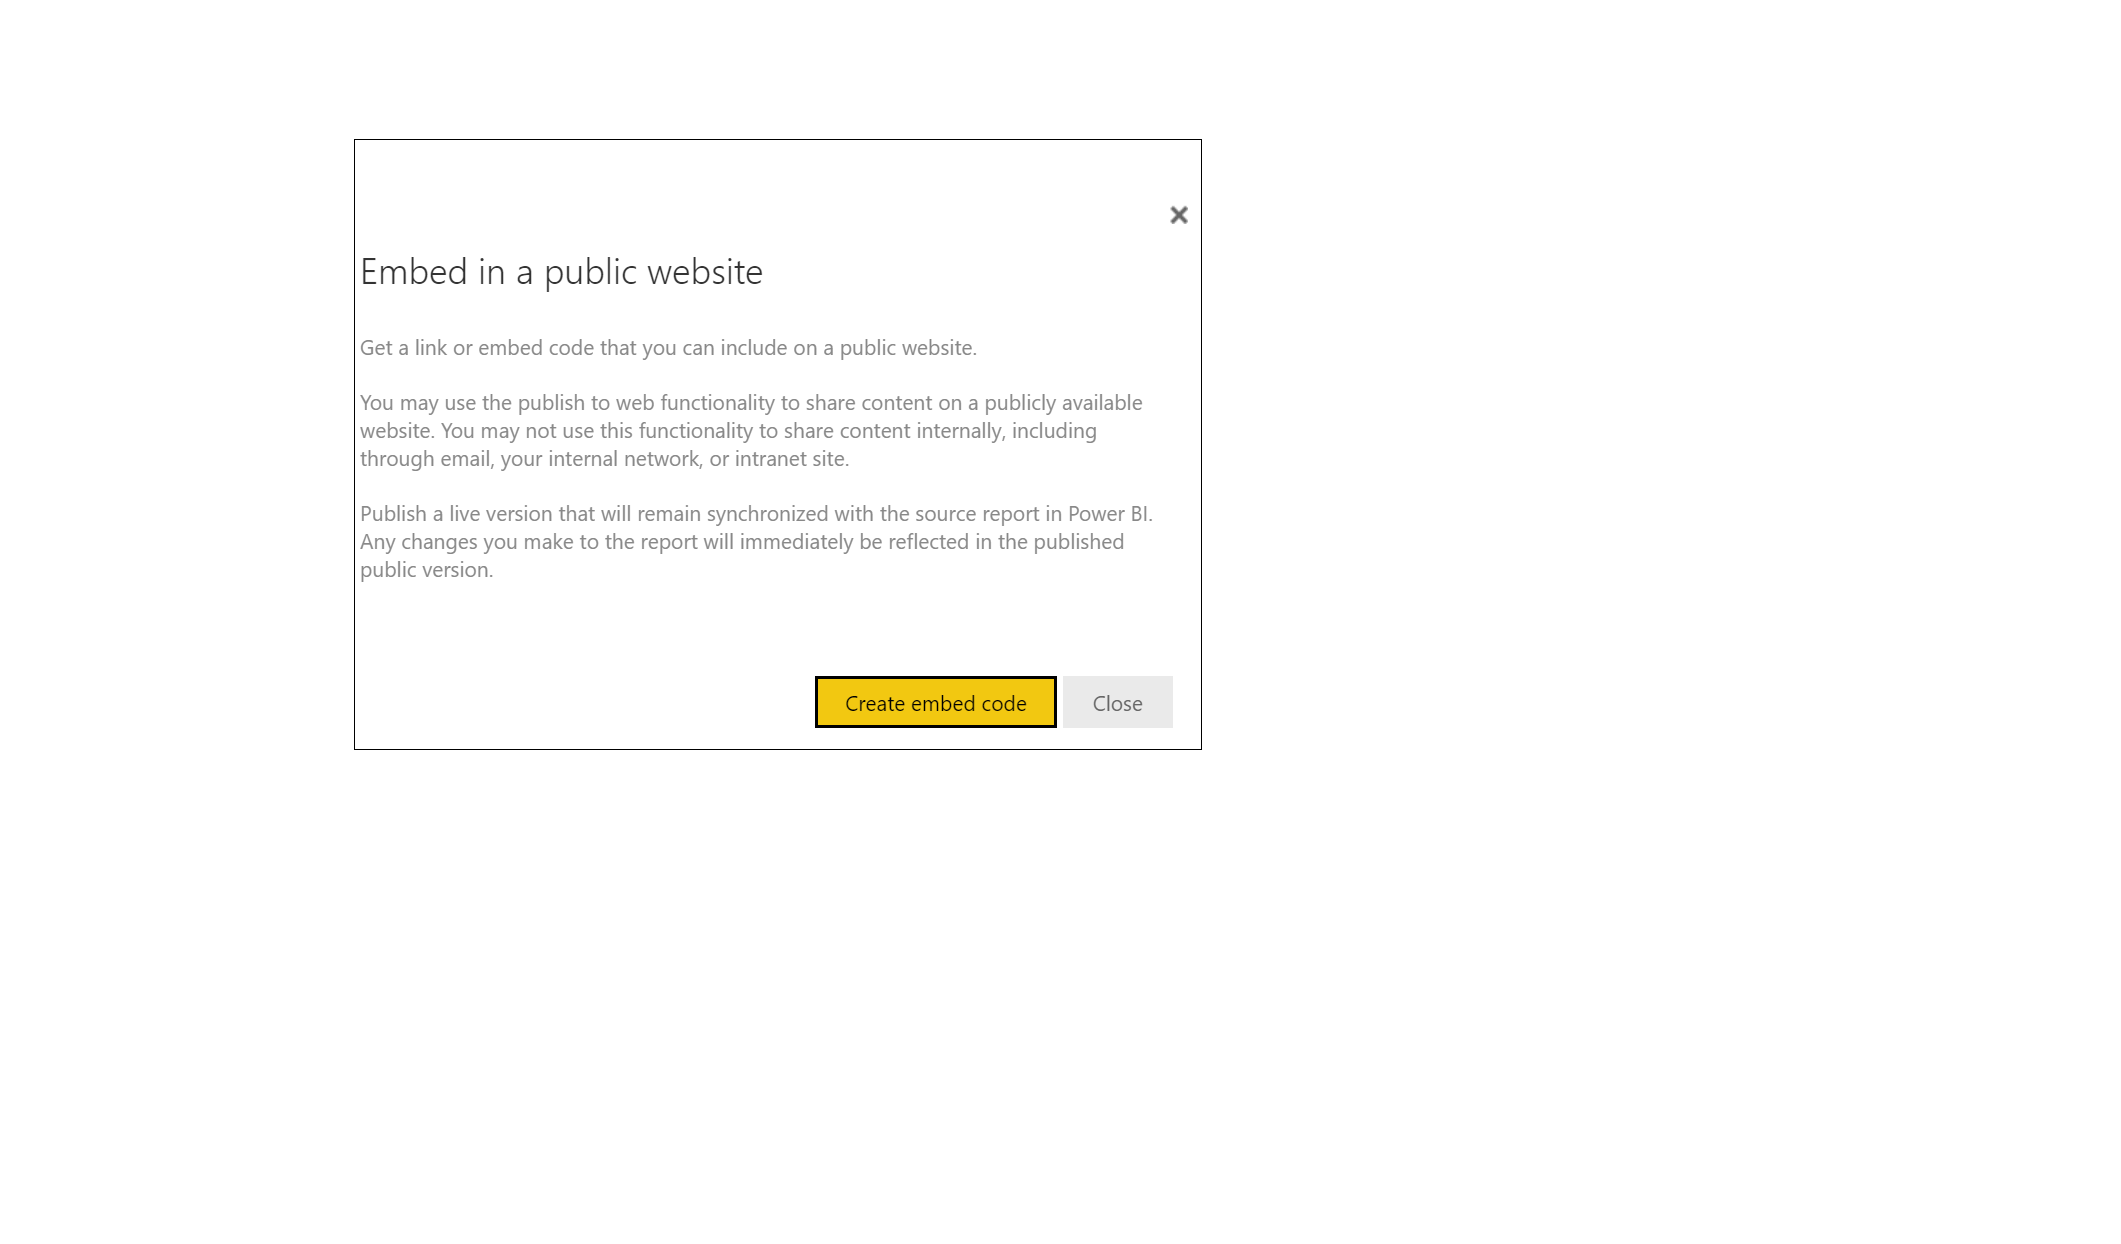 Embed in a public website
Get a link or embed code that you can include on a public website.
You may use the publish to web functionality to share content on a publicly available
website. You may not use this functionality to share content internally, including
through email, your internal network, or intranet site.
Publish a live version that will remain synchronized with the source report in Power BI.
Any changes you make to the report will immediately be reflected in the published
public version.
Create embed code
Close